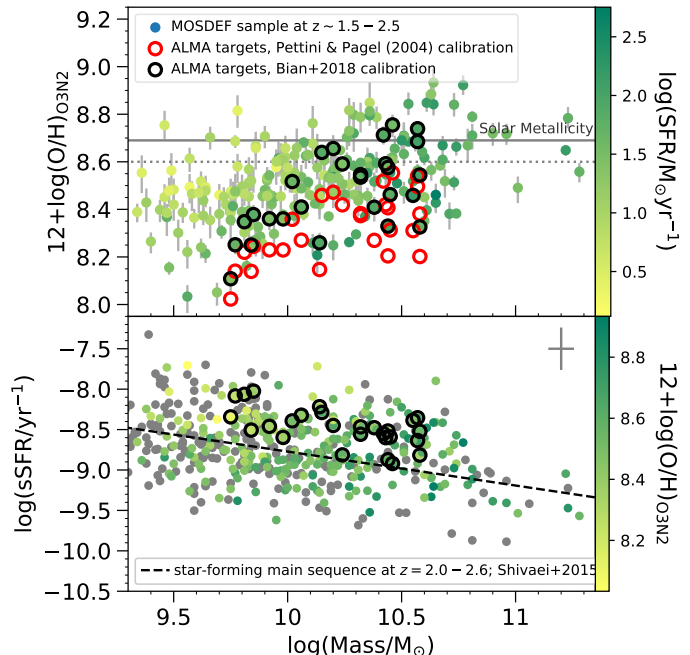 MOSDEF sample at z ~ 1.5 − 2.5
ALMA targets, Pettini & Pagel (2004) calibration
ALMA targets, Bian+2018 calibration
Solar Metallicity
12+log(O/H)O3N2
9.2
9.0
8.8
8.6
8.4
8.2
8.0
log(SFR/M⊙yr⁻¹)
2.5
2.0
1.5
1.0
0.5
log(sSFR/yr⁻¹)
−7.5
−8.0
−8.5
−9.0
−9.5
−10.0
−10.5
star-forming main sequence at z = 2.0 − 2.6; Shivaei+2015
12+log(O/H)O3N2
8.8
8.6
8.4
8.2
9.5
10
10.5
11
log(Mass/M⊙)